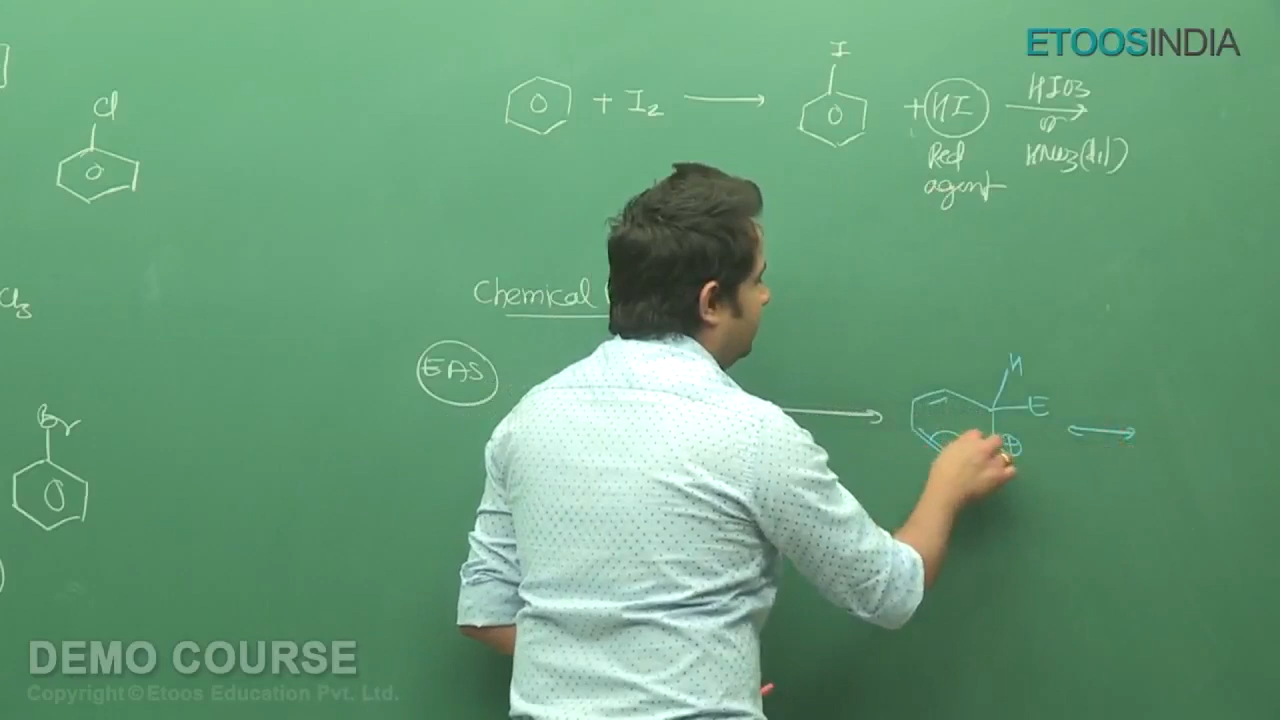 ETOOSINDIA
Cl
I
+ I2
+ HI
HIO3
or
HNO3(dil)
Red
agent
Chemical
Cl3
EAS
H
E
⊕
Br
DEMO COURSE
Copyright © Etoos Education Pvt. Ltd.